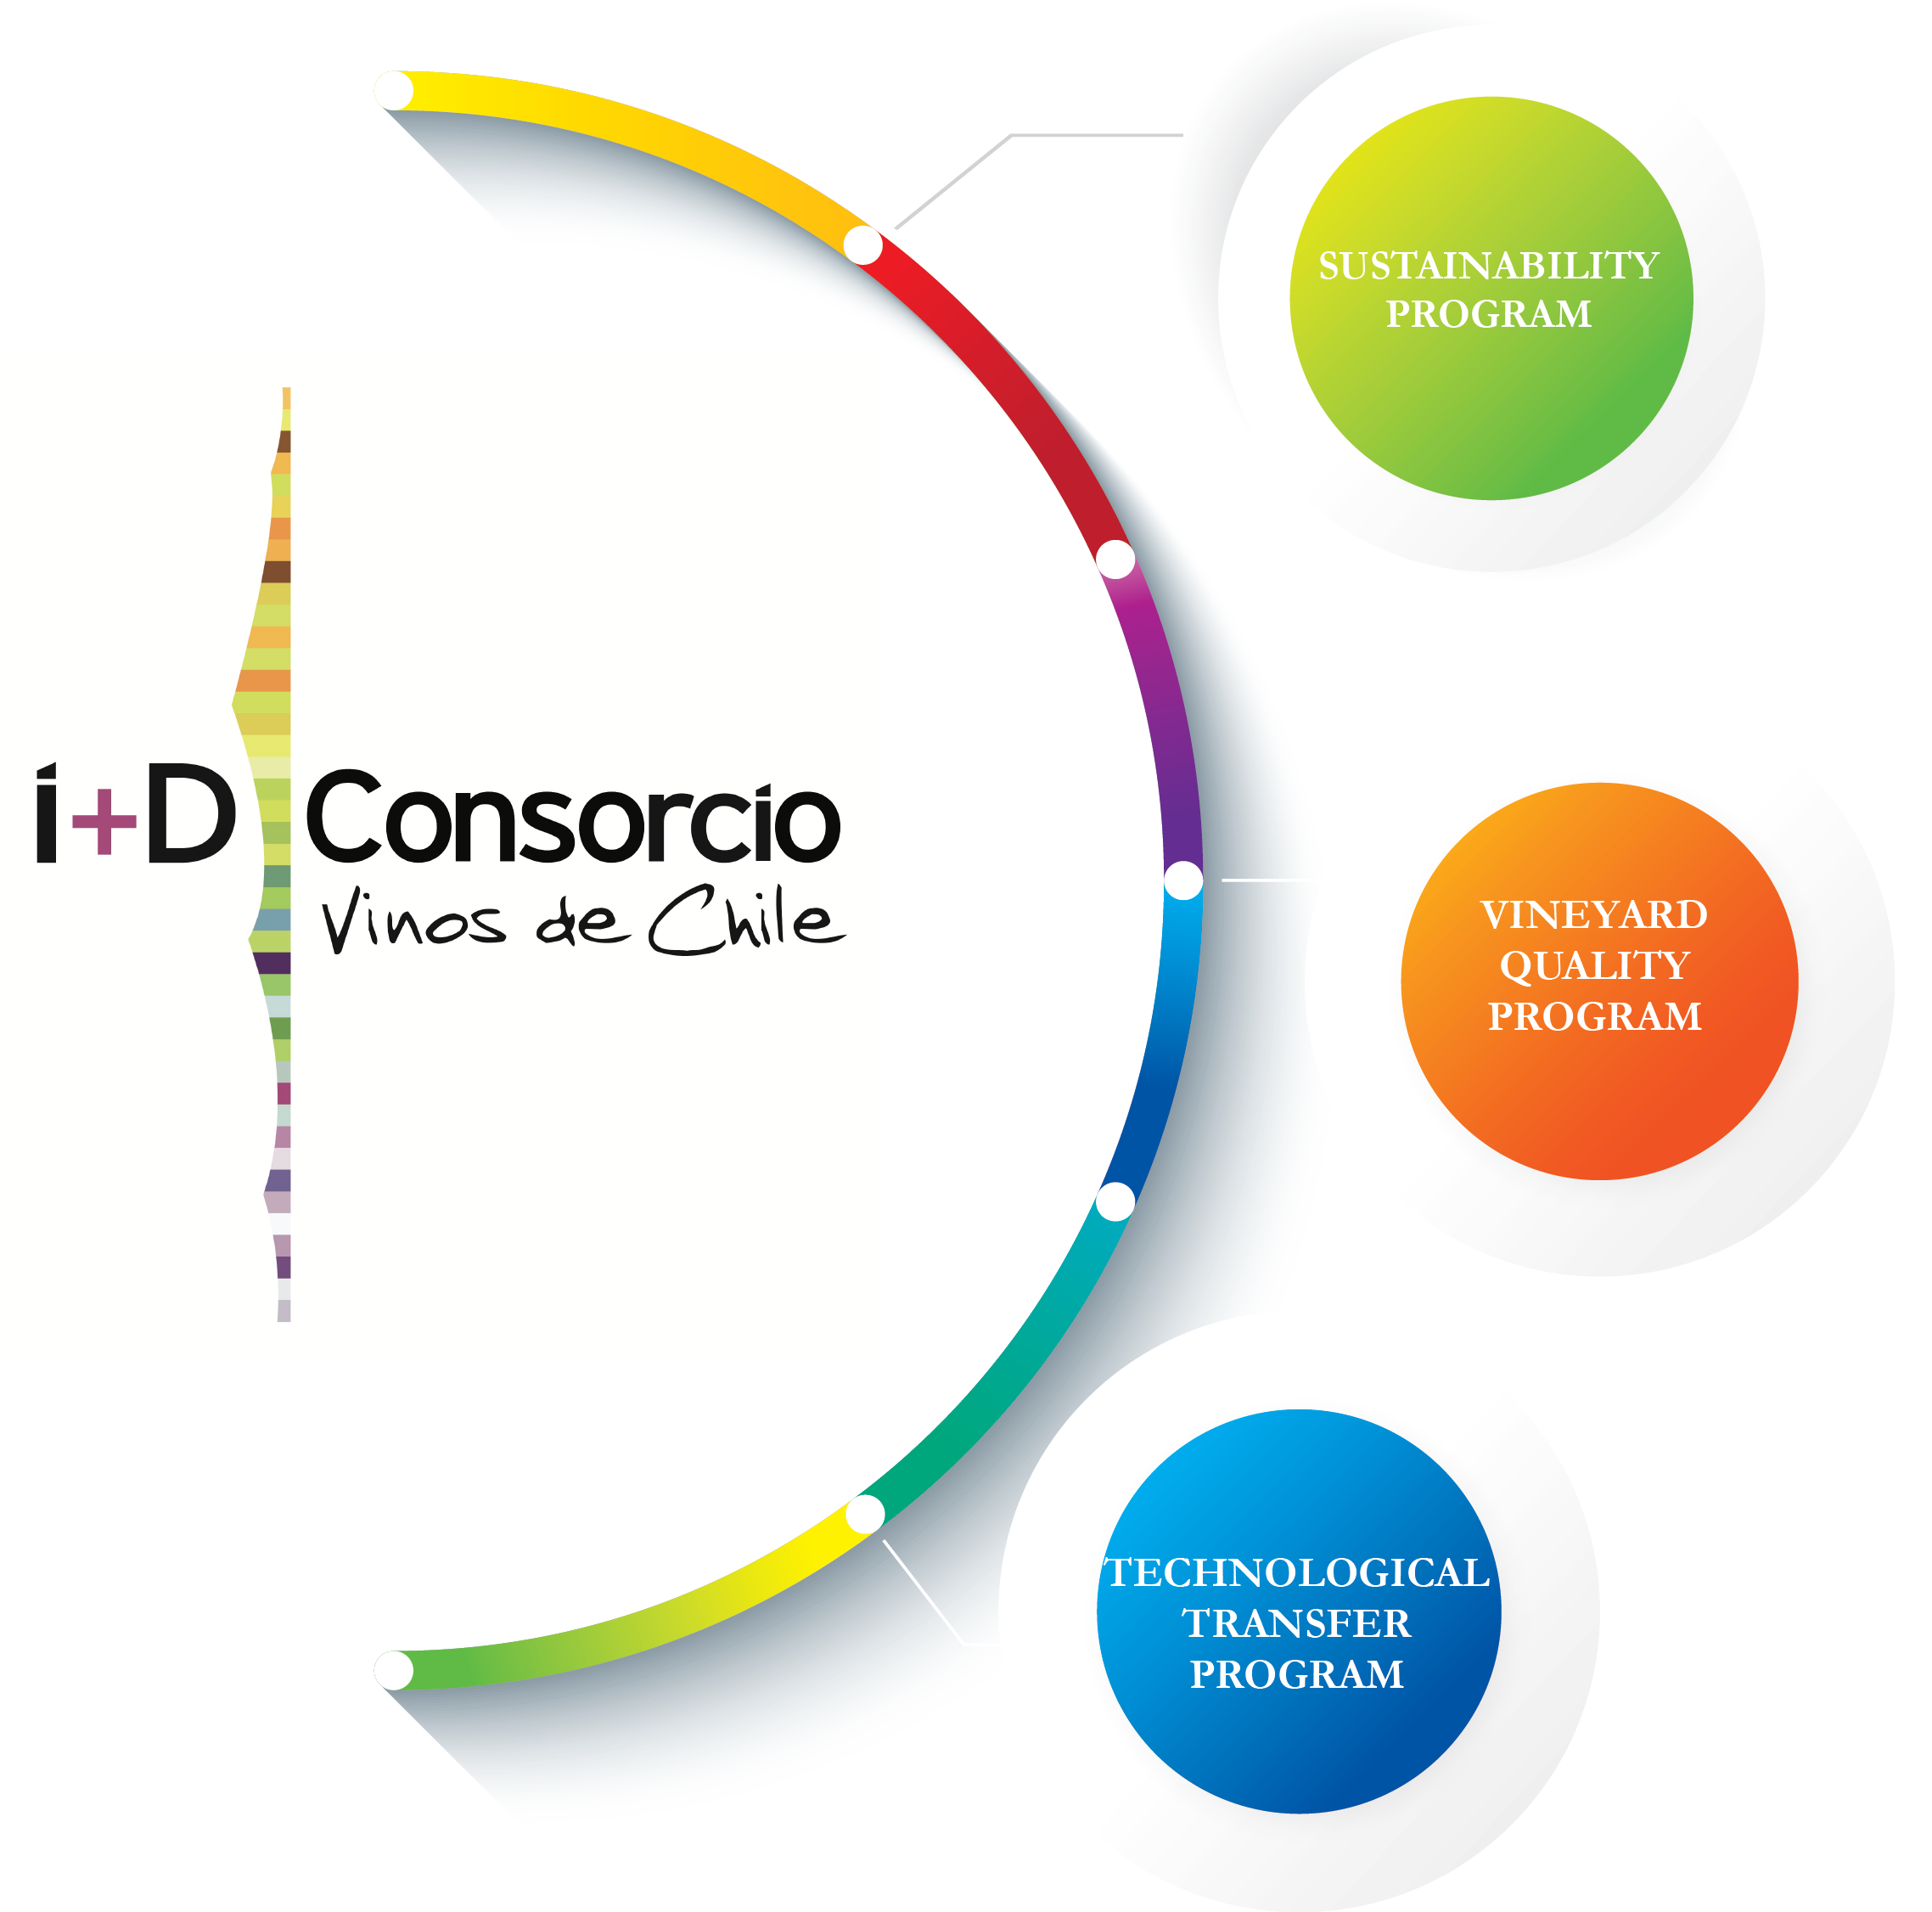 i+D Consorcio
Vinos de Chile
SUSTAINABILITY
PROGRAM
VINEYARD
QUALITY
PROGRAM
TECHNOLOGICAL
TRANSFER
PROGRAM